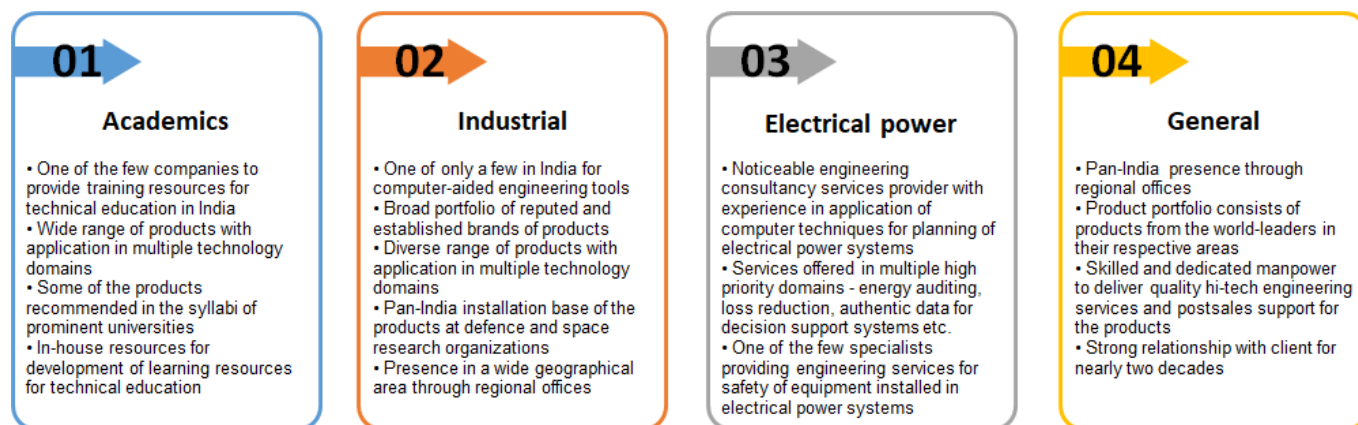 01
Academics
• One of the few companies to
provide training resources for
technical education in India
• Wide range of products with
application in multiple technology
domains
• Some of the products
recommended in the syllabi of
prominent universities
• In-house resources for
development of learning resources
for technical education
02
Industrial
• One of only a few in India for
computer-aided engineering tools
• Broad portfolio of reputed and
established brands of products
• Diverse range of products with
application in multiple technology
domains
• Pan-India installation base of the
products at defence and space
research organizations
• Presence in a wide geographical
area through regional offices
03
Electrical power
• Noticeable engineering
consultancy services provider with
experience in application of
computer techniques for planning of
electrical power systems
• Services offered in multiple high
priority domains - energy auditing,
loss reduction, authentic data for
decision support systems etc.
• One of the few specialists
providing engineering services for
safety of equipment installed in
electrical power systems
04
General
• Pan-India presence through
regional offices
• Product portfolio consists of
products from the world-leaders in
their respective areas
• Skilled and dedicated manpower
to deliver quality hi-tech engineering
services and postsales support for
the products
• Strong relationship with client for
nearly two decades